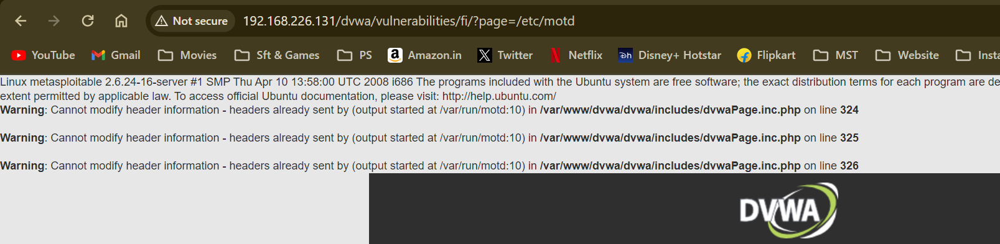 Not secure 192.168.226.131/dvwa/vulnerabilities/fi/?page=/etc/motd
YouTube Gmail Movies Sft & Games PS Amazon.in Twitter Netflix Disney+ Hotstar Flipkart MST Website Insta
Linux metasploitable 2.6.24-16-server #1 SMP Thu Apr 10 13:58:00 UTC 2008 i686 The programs included with the Ubuntu system are free software; the exact distribution terms for each program are de
extent permitted by applicable law. To access official Ubuntu documentation, please visit: http://help.ubuntu.com/
Warning: Cannot modify header information - headers already sent by (output started at /var/run/motd:10) in /var/www/dvwa/dvwa/includes/dvwaPage.inc.php on line 324
Warning: Cannot modify header information - headers already sent by (output started at /var/run/motd:10) in /var/www/dvwa/dvwa/includes/dvwaPage.inc.php on line 325
Warning: Cannot modify header information - headers already sent by (output started at /var/run/motd:10) in /var/www/dvwa/dvwa/includes/dvwaPage.inc.php on line 326
DVWA